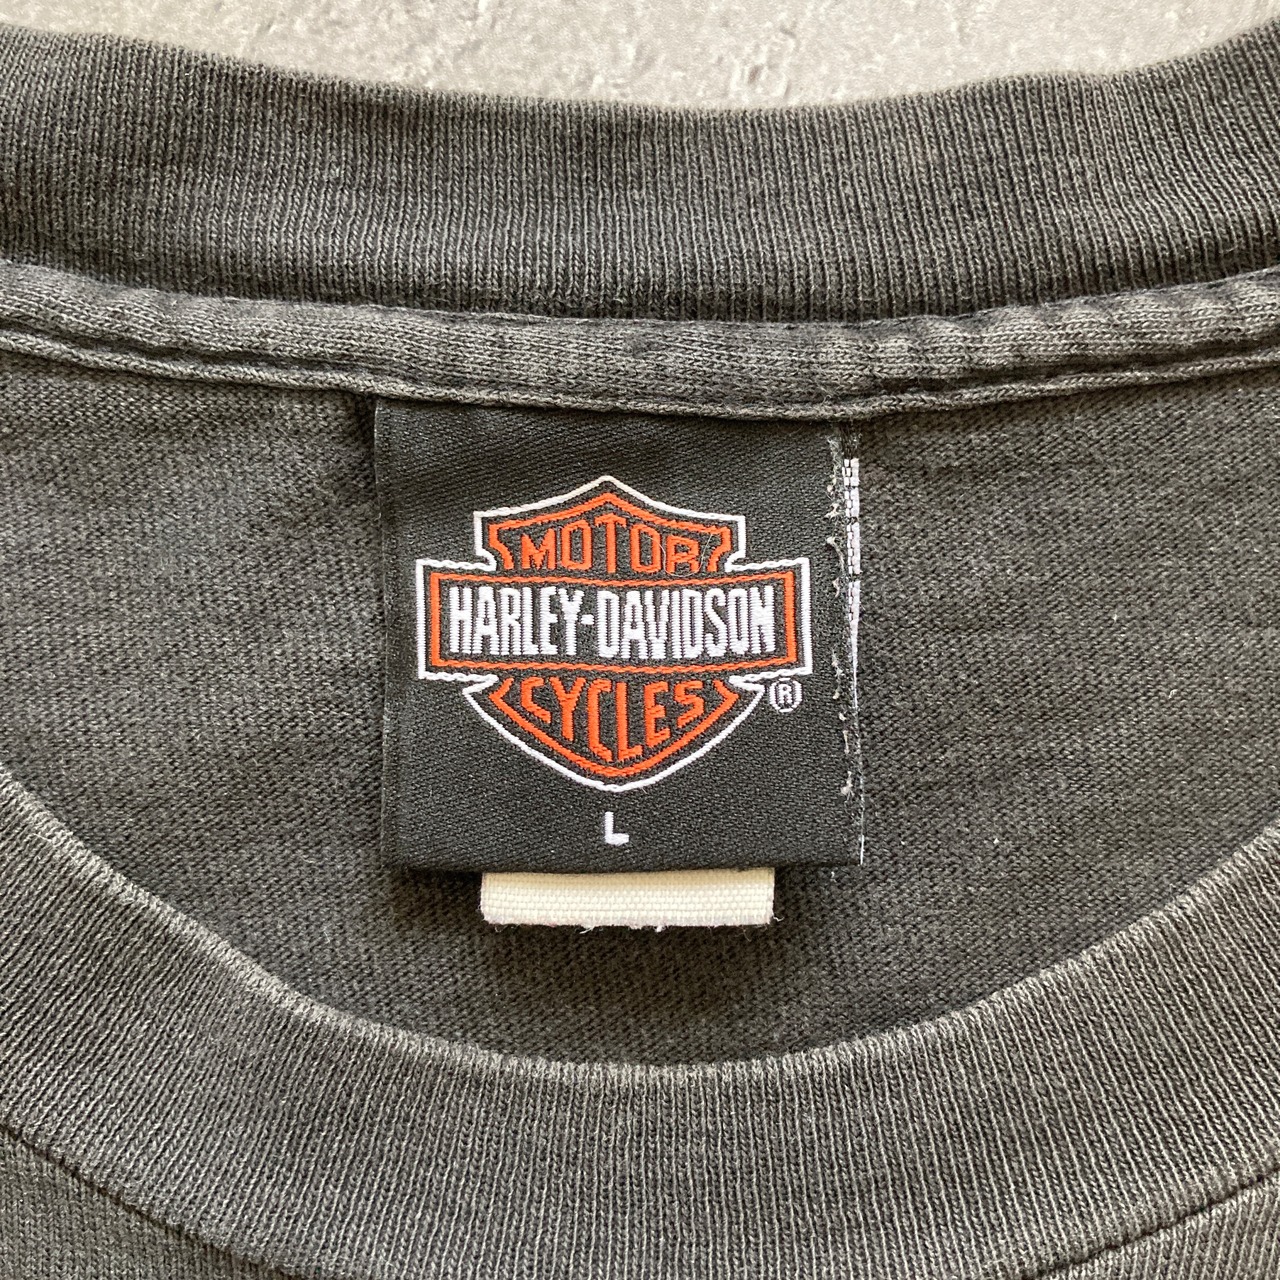 MOTOR
HARLEY-DAVIDSON
CYCLES
®
L